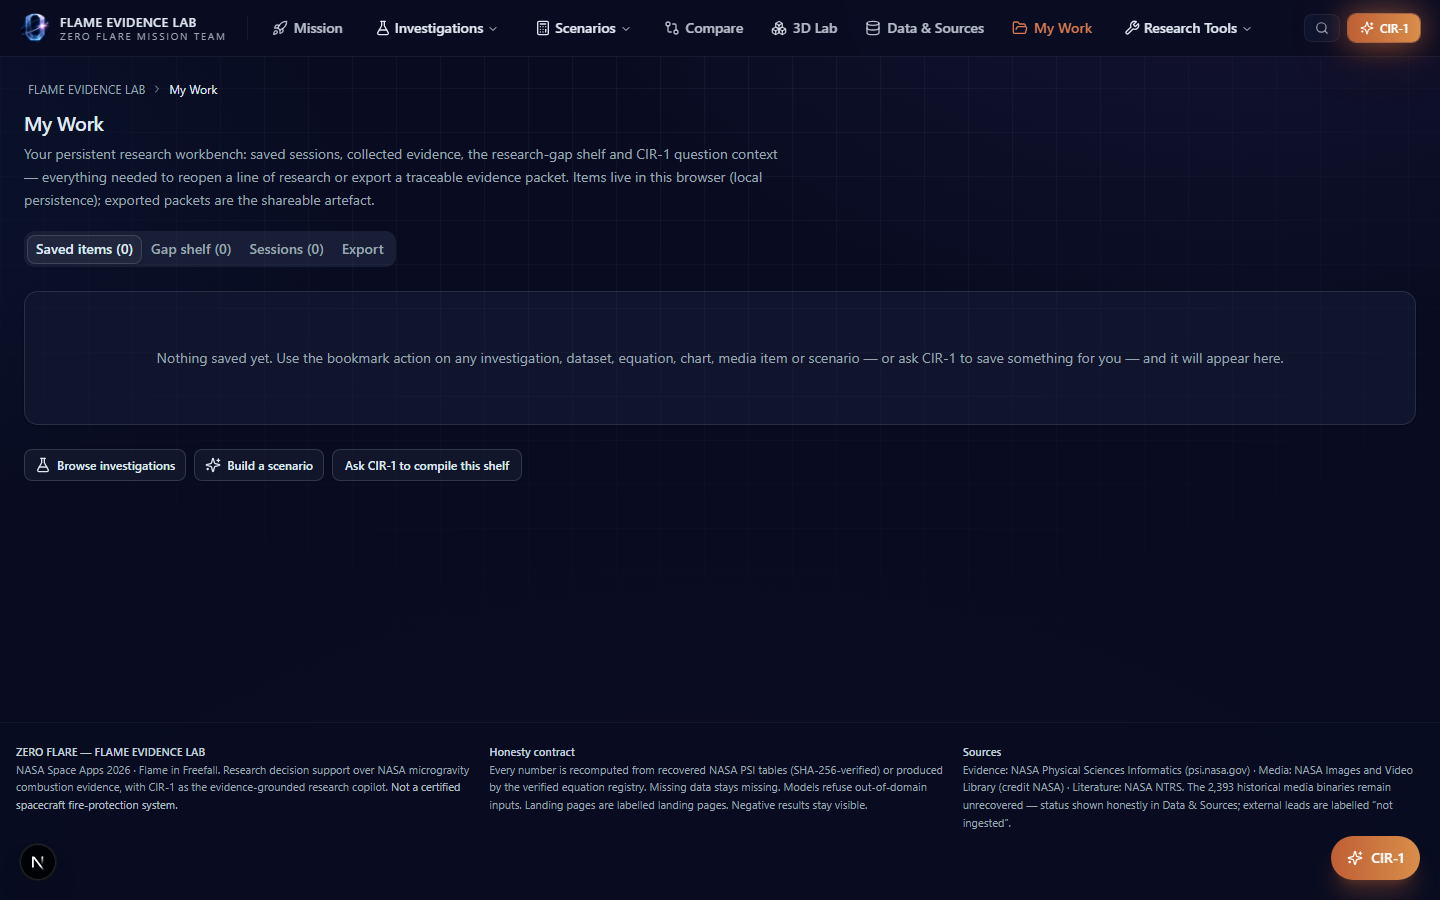 FLAME EVIDENCE LAB
ZERO FLARE MISSION TEAM
Mission
Investigations
Scenarios
Compare
3D Lab
Data & Sources
My Work
Research Tools
CIR-1
FLAME EVIDENCE LAB > My Work
My Work
Your persistent research workbench: saved sessions, collected evidence, the research-gap shelf and CIR-1 question context
— everything needed to reopen a line of research or export a traceable evidence packet. Items live in this browser (local
persistence); exported packets are the shareable artefact.
Saved items (0)
Gap shelf (0)
Sessions (0)
Export
Nothing saved yet. Use the bookmark action on any investigation, dataset, equation, chart, media item or scenario — or ask CIR-1 to save something for you — and it will appear here.
Browse investigations
Build a scenario
Ask CIR-1 to compile this shelf
ZERO FLARE — FLAME EVIDENCE LAB
NASA Space Apps 2026 · Flame in Freefall. Research decision support over NASA microgravity
combustion evidence, with CIR-1 as the evidence-grounded research copilot. Not a certified
spacecraft fire-protection system.
Honesty contract
Every number is recomputed from recovered NASA PSI tables (SHA-256-verified) or produced
by the verified equation registry. Missing data stays missing. Models refuse out-of-domain
inputs. Landing pages are labelled landing pages. Negative results stay visible.
Sources
Evidence: NASA Physical Sciences Informatics (psi.nasa.gov) · Media: NASA Images and Video
Library (credit NASA) · Literature: NASA NTRS. The 2,393 historical media binaries remain
unrecovered — status shown honestly in Data & Sources; external leads are labelled "not
ingested".
N
CIR-1